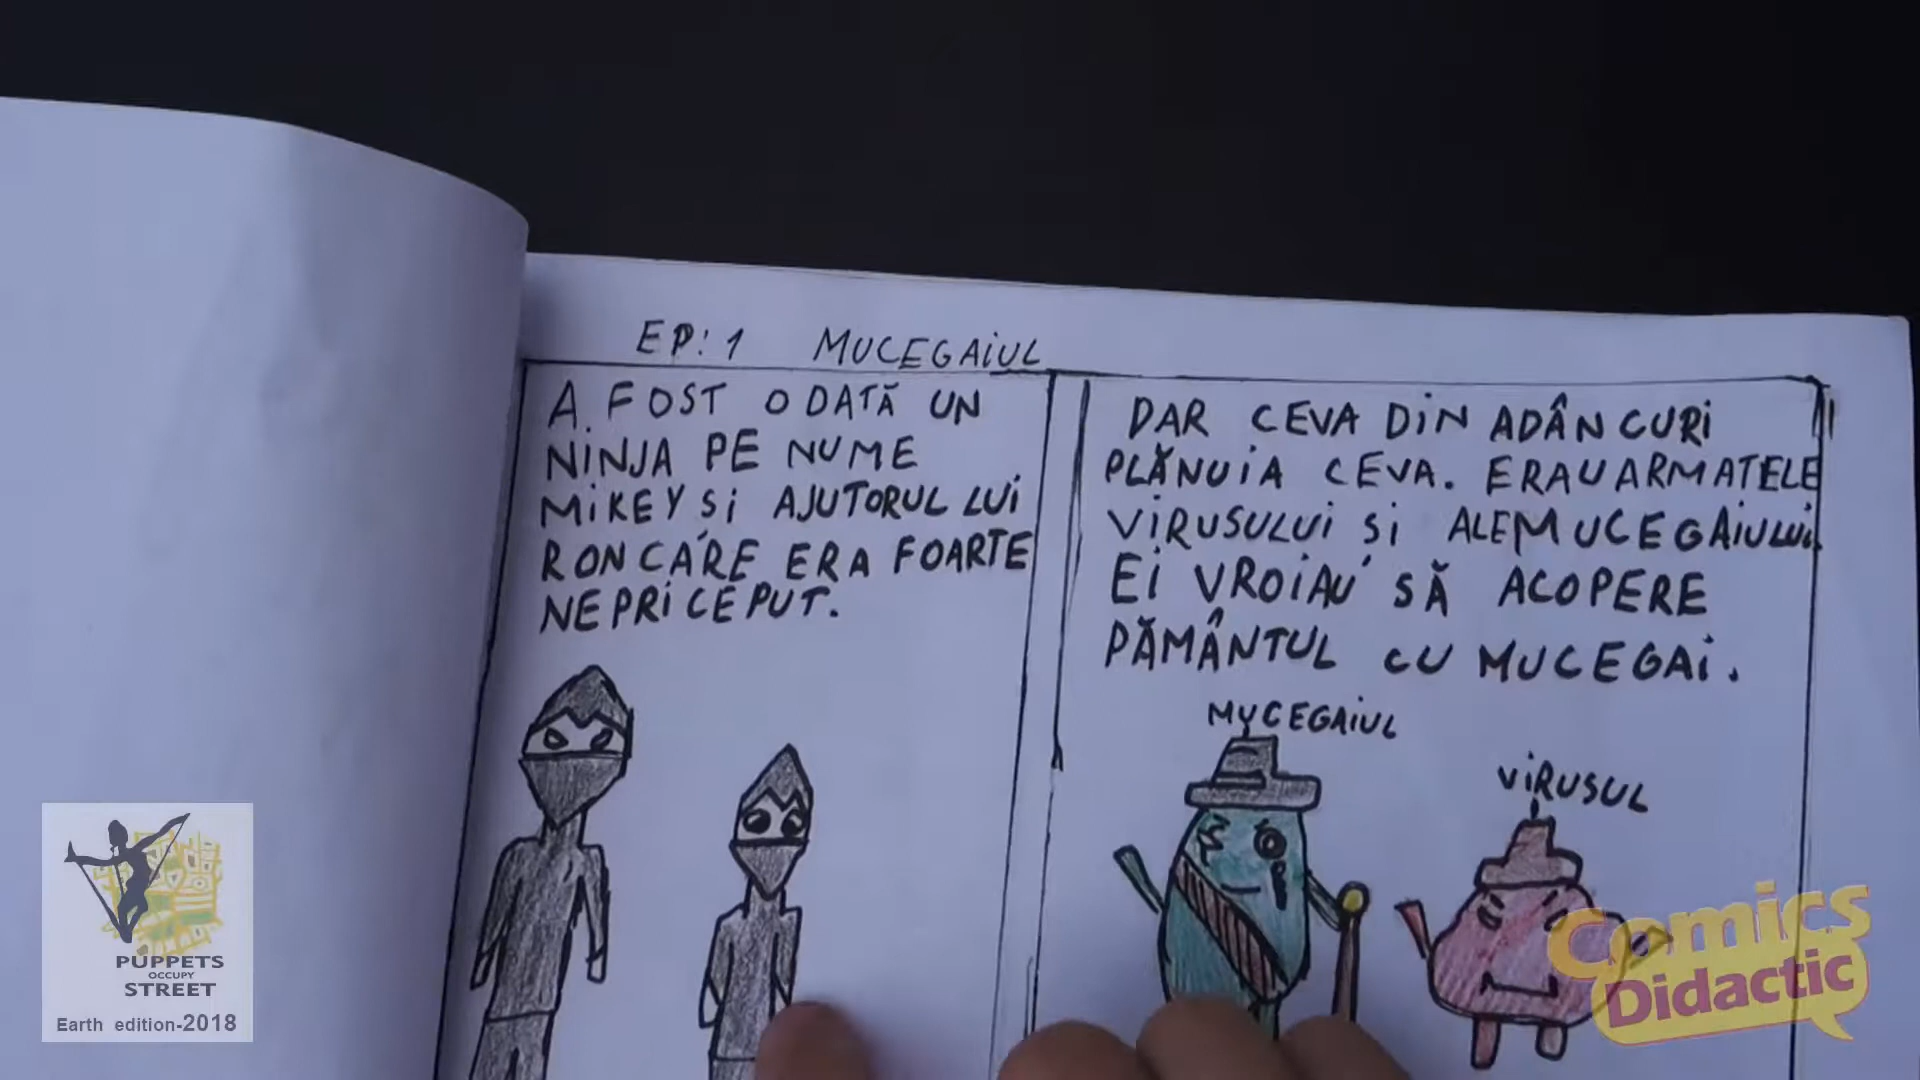 EP: 1 MUCEGAIUL
A FOST ODATĂ UN
NINJA PE NUME
MIKEY ȘI AJUTORUL LUI
RON CARE ERA FOARTE
NEPRICEPUT.
DAR CEVA DIN ADÂNCURI
PLĂNUIA CEVA. ERAU ARMATELE
VIRUSULUI ȘI ALE MUCEGAIULUI
EI VROIAU SĂ ACOPERE
PĂMÂNTUL CU MUCEGAI.
MUCEGAIUL
VIRUSUL
PUPPETS
OCCUPY
STREET
Earth edition-2018
Comics
Didactic